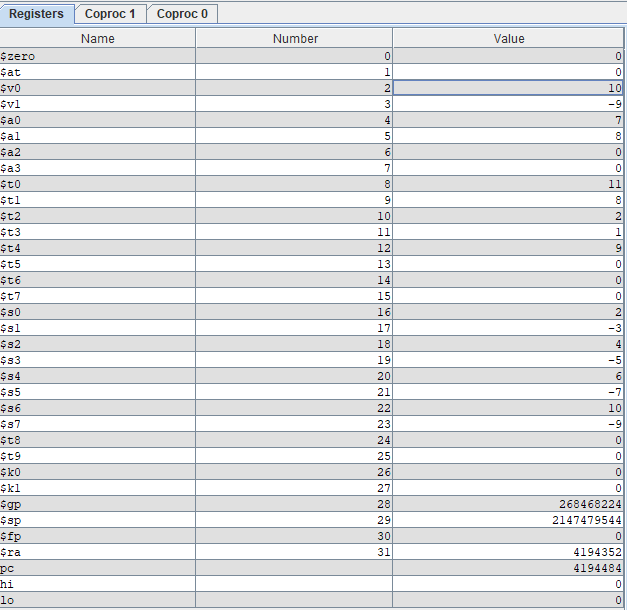 Registers Coproc 1 Coproc 0
Name Number Value
$zero 0 0
$at 1 0
$v0 2 10
$v1 3 -9
$a0 4 7
$a1 5 8
$a2 6 0
$a3 7 0
$t0 8 11
$t1 9 8
$t2 10 2
$t3 11 1
$t4 12 9
$t5 13 0
$t6 14 0
$t7 15 0
$s0 16 2
$s1 17 -3
$s2 18 4
$s3 19 -5
$s4 20 6
$s5 21 -7
$s6 22 10
$s7 23 -9
$t8 24 0
$t9 25 0
$k0 26 0
$k1 27 0
$gp 28 268468224
$sp 29 2147479544
$fp 30 0
$ra 31 4194352
pc 4194484
hi 0
lo 0